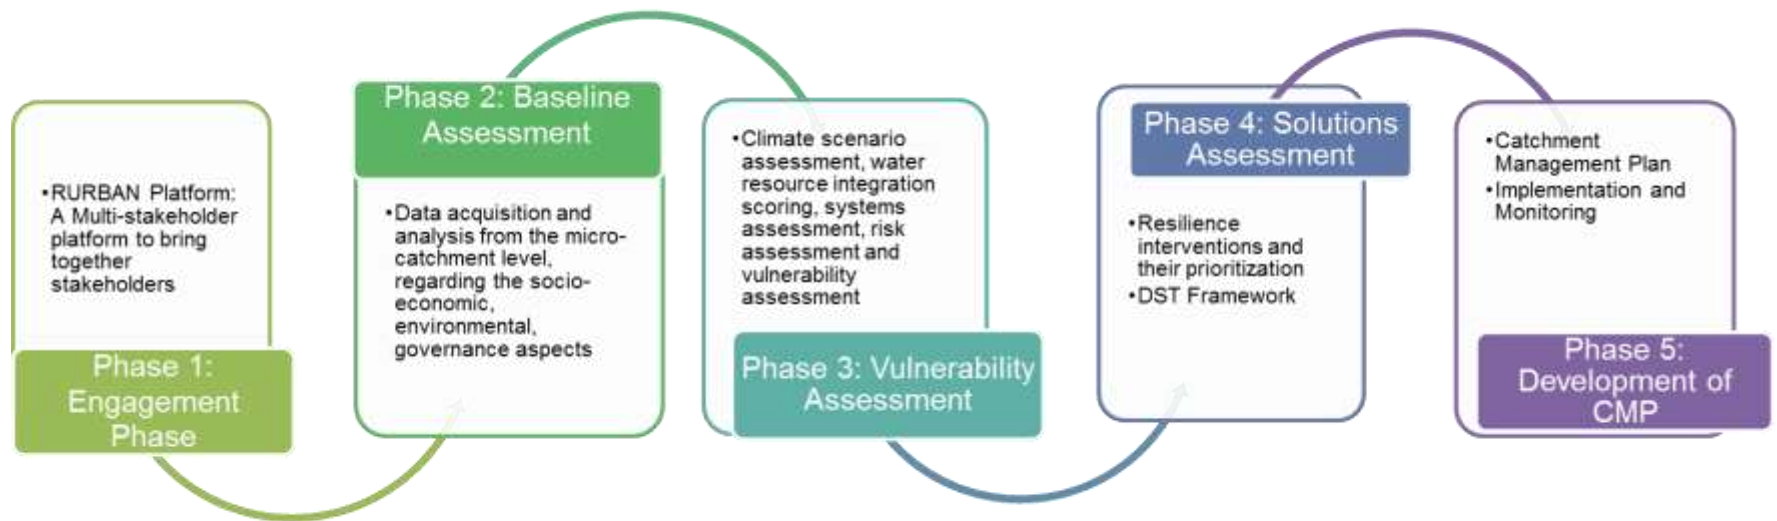 •RURBAN Platform:
A Multi-stakeholder
platform to bring
together
stakeholders
Phase 1:
Engagement
Phase
Phase 2: Baseline
Assessment
•Data acquisition and
analysis from the micro-
catchment level,
regarding the socio-
economic,
environmental,
governance aspects
•Climate scenario
assessment, water
resource integration
scoring, systems
assessment, risk
assessment and
vulnerability
assessment
Phase 3: Vulnerability
Assessment
Phase 4: Solutions
Assessment
•Resilience
interventions and
their prioritization
•DST Framework
•Catchment
Management Plan
•Implementation and
Monitoring
Phase 5:
Development of
CMP